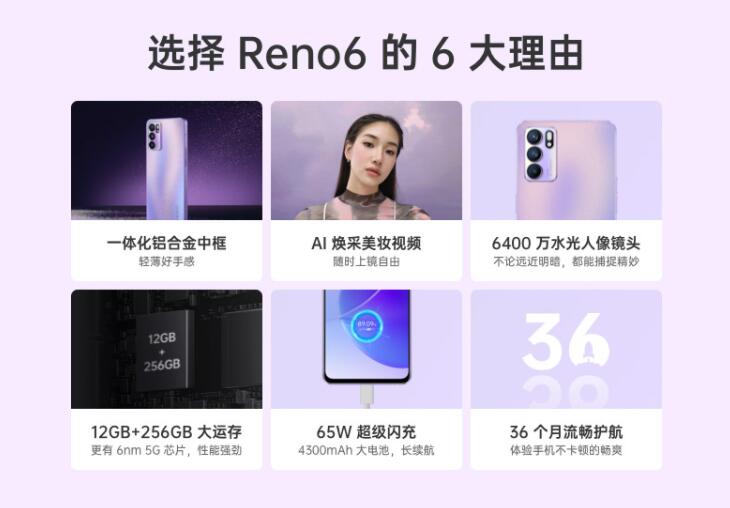 选择 Reno6 的 6 大理由
一体化铝合金中框
轻薄好手感
AI 焕采美妆视频
随时上镜自由
6400 万水光人像镜头
不论远近明暗，都能捕捉精妙
12GB
+
256GB
12GB+256GB 大运存
更有 6nm 5G 芯片，性能强劲
89.09%
65W 超级闪充
4300mAh 大电池，长续航
36
36 个月流畅护航
体验手机不卡顿的畅爽